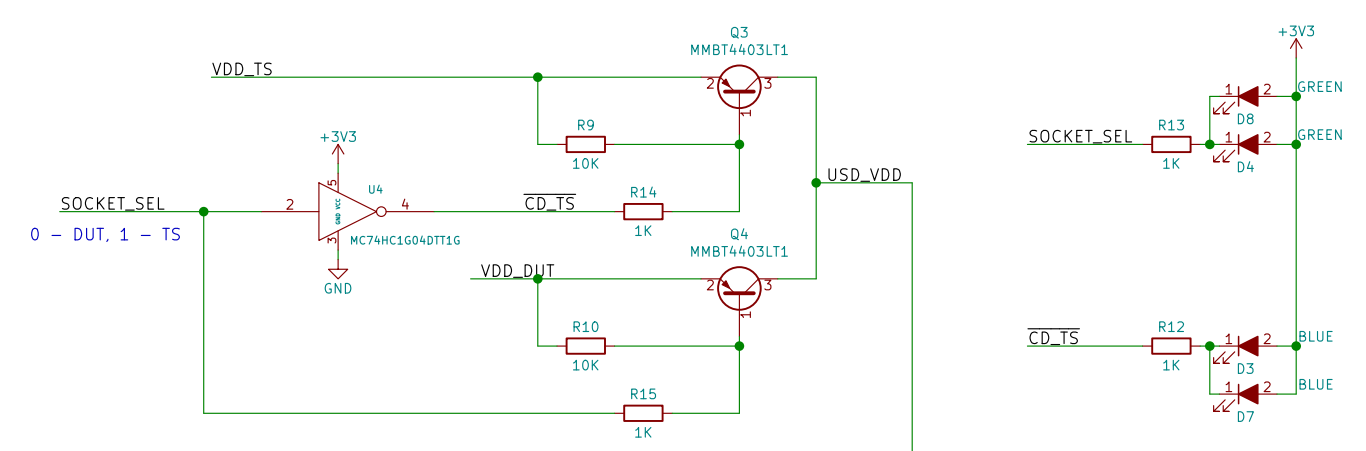 Q3
MMBT4403LT1
VDD_TS
2
3
1
R9
10K
+3V3
5
U4
SOCKET_SEL
2
GND VCC
4
CD_TS
R14
1K
0 – DUT, 1 – TS
3
MC74HC1G04DTT1G
GND
USD_VDD
Q4
MMBT4403LT1
VDD_DUT
2
3
1
R10
10K
R15
1K
+3V3
GREEN
1
2
D8
SOCKET_SEL
R13
1K
GREEN
1
2
D4
CD_TS
R12
1K
BLUE
1
2
D3
BLUE
1
2
D7